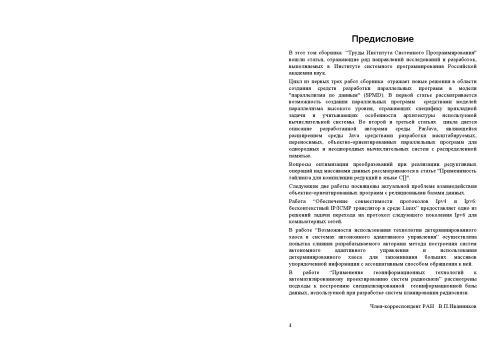 Предисловие
В этот том сборника "Труды Института Системного Программирования"
вошли статьи, отражающие ряд направлений исследований и разработок,
выполняемых в Институте системного программирования Российской
академии наук.
Цикл из первых трех работ сборника отражает новые решения в области
создания средств разработки параллельных программ в модели
"параллелизма по данным" (SPMD). В первой статье рассматривается
возможность создания параллельных программ средствами моделей
параллелизма высокого уровня, отражающих специфику прикладной
задачи и учитывающих особенности архитектуры используемой
вычислительной системы. Во второй и третьей статьях цикла дается
описание разработанной авторами среды ParJava, являющейся
расширением среды Java средствами разработки масштабируемых,
переносимых, объектно-ориентированных параллельных программ для
однородных и неоднородных вычислительных систем с распределенной
памятью.
Вопросы оптимизации преобразований при реализации редуктивных
операций над массивами данных рассматриваются в статье "Применимость
тайлинга для компиляции редукций в языке C[]".
Следующие две работы посвящены актуальной проблеме взаимодействия
объектно-ориентированных программ с реляционными базами данных.
Работа "Обеспечение совместимости протоколов Ipv4 и Ipv6:
бесконтекстный IP/ICMP транслятор в среде Linux" предоставляет одно из
решений задачи перехода на протокол следующего поколения Ipv6 для
компьютерных сетей.
В работе "Возможности использования технологии детерминированного
хаоса в системах автономного адаптивного управления" осуществлена
попытка слияния разрабатываемого авторами метода построения систем
автономного адаптивного управления и использования
детерминированного хаоса для запоминания больших массивов
упорядоченной информации с ассоциативным способом обращения к ней.
В работе "Применение геоинформационных технологий к
автоматизированному проектированию систем радиосвязи" рассмотрены
подходы к построению специализированной геоинформационной базы
данных, используемой при разработке систем планирования радиосвязи.
Член-корреспондент РАН В.П.Иванников
4